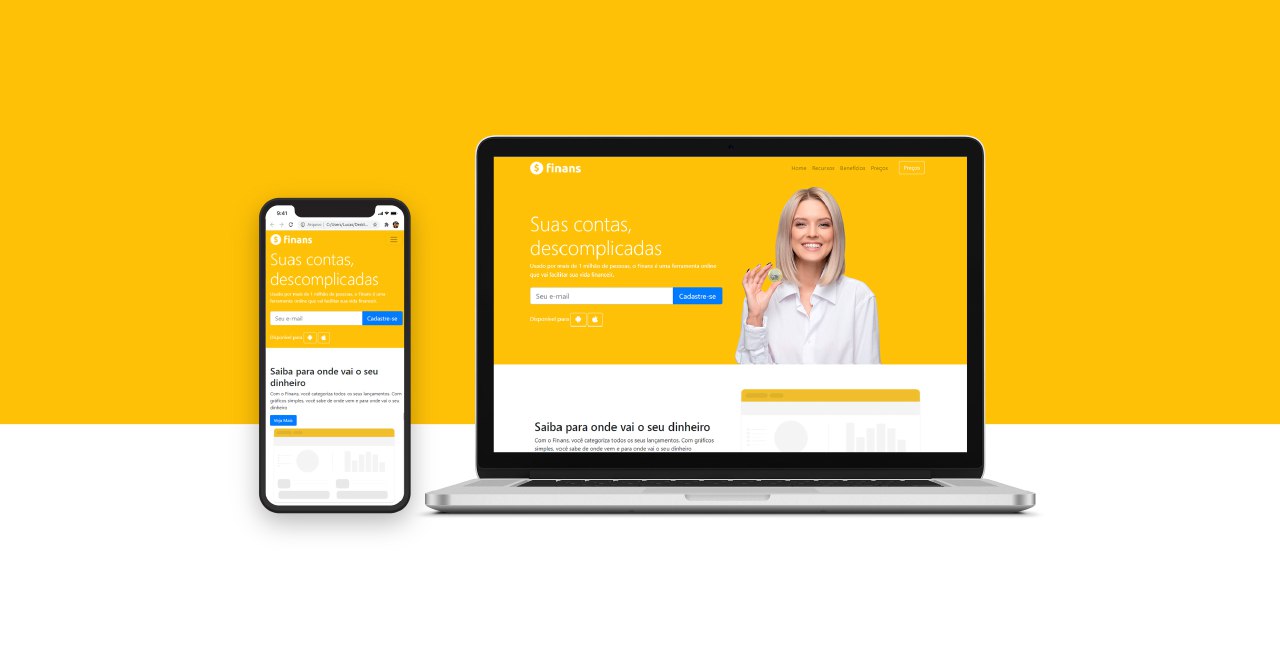 9:41
Arquivo
C:/Users/Lucas/Deskt...
finans
Suas contas,
descomplicadas
Usado por mais de 1 milhão de pessoas, o Finans é uma
ferramenta online que vai facilitar sua vida financeira.
Seu e-mail
Cadastre-se
Disponível para
Saiba para onde vai o seu
dinheiro
Com o Finans, você categoriza todos os seus lançamentos. Com
gráficos simples, você sabe de onde vem e para onde vai o seu
dinheiro
Veja Mais
finans
Home Recursos Benefícios Preços Preços
Suas contas,
descomplicadas
Usado por mais de 1 milhão de pessoas, o Finans é uma ferramenta online
que vai facilitar sua vida financeira.
Seu e-mail
Cadastre-se
Disponível para
Saiba para onde vai o seu dinheiro
Com o Finans, você categoriza todos os seus lançamentos. Com gráficos
simples, você sabe de onde vem e para onde vai o seu dinheiro